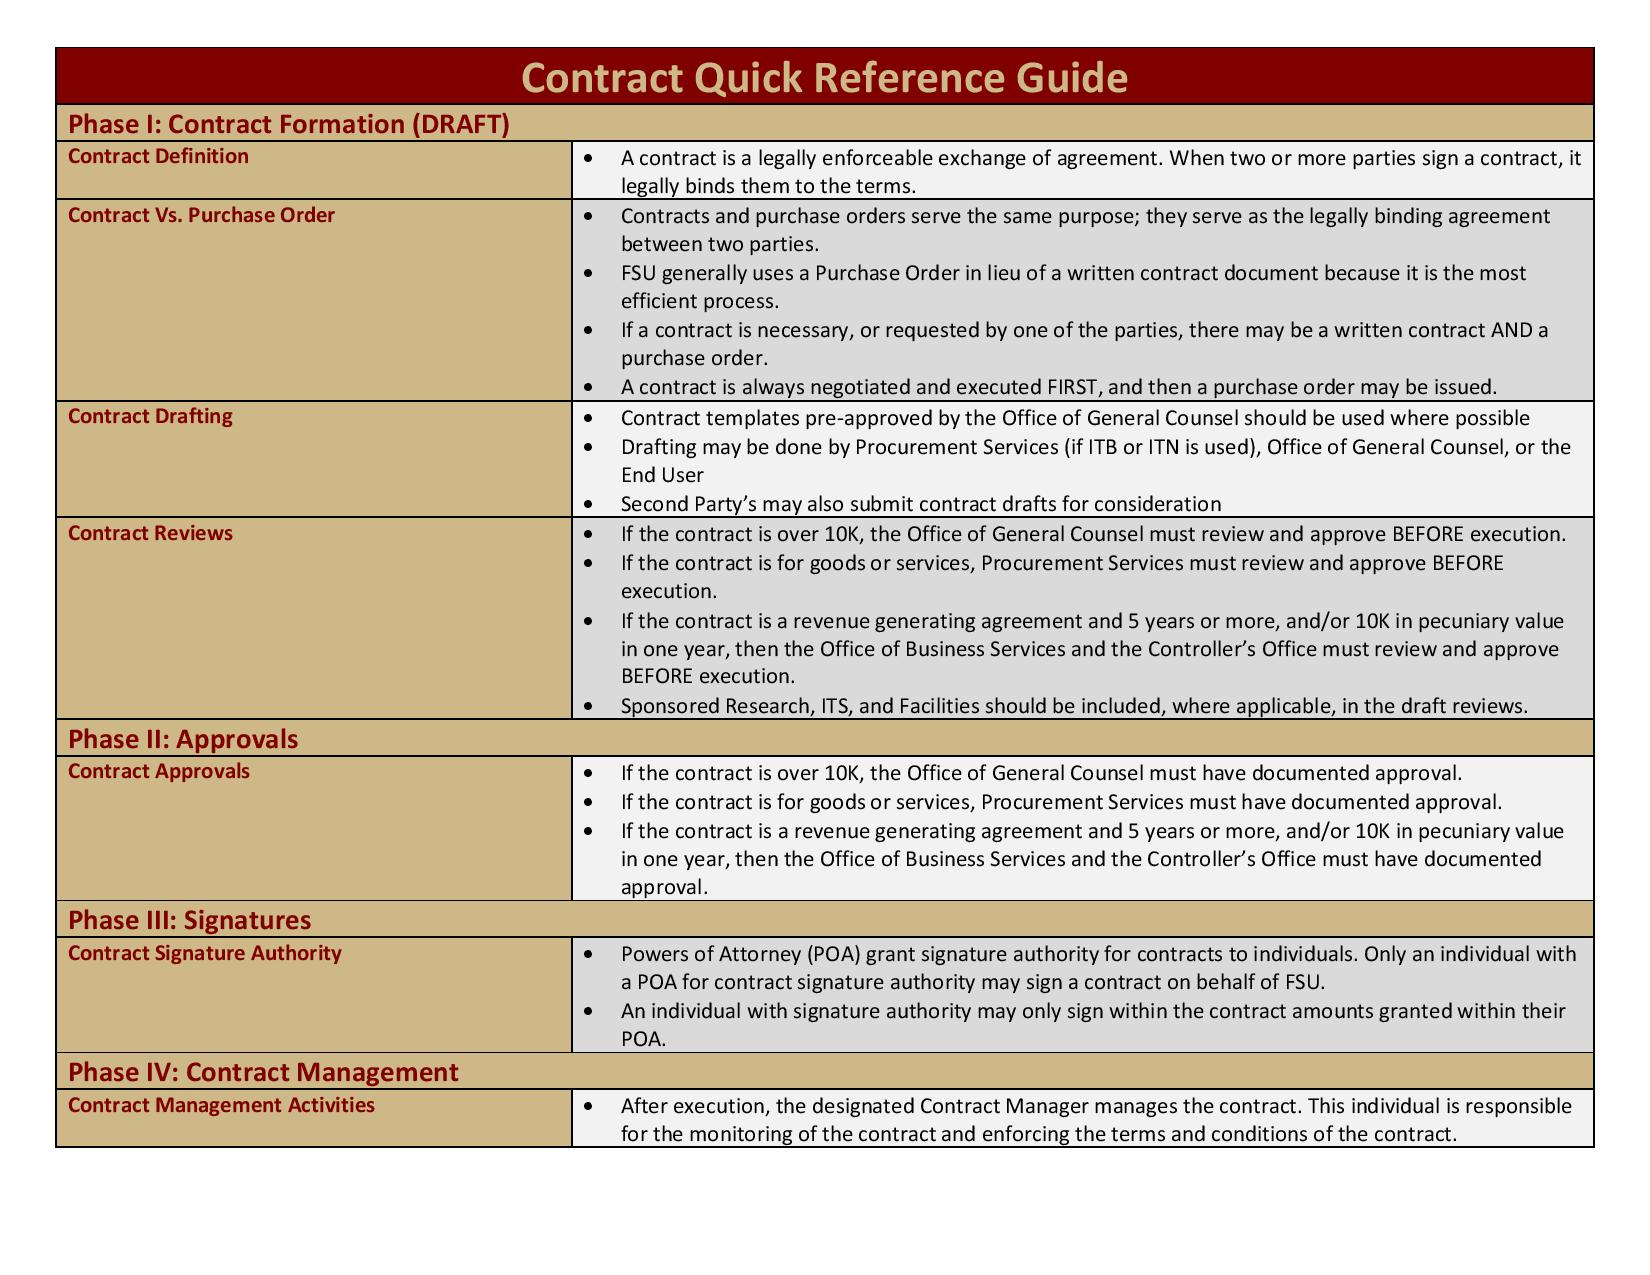 Contract Quick Reference Guide
Phase I: Contract Formation (DRAFT)
Contract Definition
• A contract is a legally enforceable exchange of agreement. When two or more parties sign a contract, it
legally binds them to the terms.
Contract Vs. Purchase Order
• Contracts and purchase orders serve the same purpose; they serve as the legally binding agreement
between two parties.
• FSU generally uses a Purchase Order in lieu of a written contract document because it is the most
efficient process.
• If a contract is necessary, or requested by one of the parties, there may be a written contract AND a
purchase order.
• A contract is always negotiated and executed FIRST, and then a purchase order may be issued.
Contract Drafting
• Contract templates pre-approved by the Office of General Counsel should be used where possible
• Drafting may be done by Procurement Services (if ITB or ITN is used), Office of General Counsel, or the
End User
• Second Party’s may also submit contract drafts for consideration
Contract Reviews
• If the contract is over 10K, the Office of General Counsel must review and approve BEFORE execution.
• If the contract is for goods or services, Procurement Services must review and approve BEFORE
execution.
• If the contract is a revenue generating agreement and 5 years or more, and/or 10K in pecuniary value
in one year, then the Office of Business Services and the Controller’s Office must review and approve
BEFORE execution.
• Sponsored Research, ITS, and Facilities should be included, where applicable, in the draft reviews.
Phase II: Approvals
Contract Approvals
• If the contract is over 10K, the Office of General Counsel must have documented approval.
• If the contract is for goods or services, Procurement Services must have documented approval.
• If the contract is a revenue generating agreement and 5 years or more, and/or 10K in pecuniary value
in one year, then the Office of Business Services and the Controller’s Office must have documented
approval.
Phase III: Signatures
Contract Signature Authority
• Powers of Attorney (POA) grant signature authority for contracts to individuals. Only an individual with
a POA for contract signature authority may sign a contract on behalf of FSU.
• An individual with signature authority may only sign within the contract amounts granted within their
POA.
Phase IV: Contract Management
Contract Management Activities
• After execution, the designated Contract Manager manages the contract. This individual is responsible
for the monitoring of the contract and enforcing the terms and conditions of the contract.